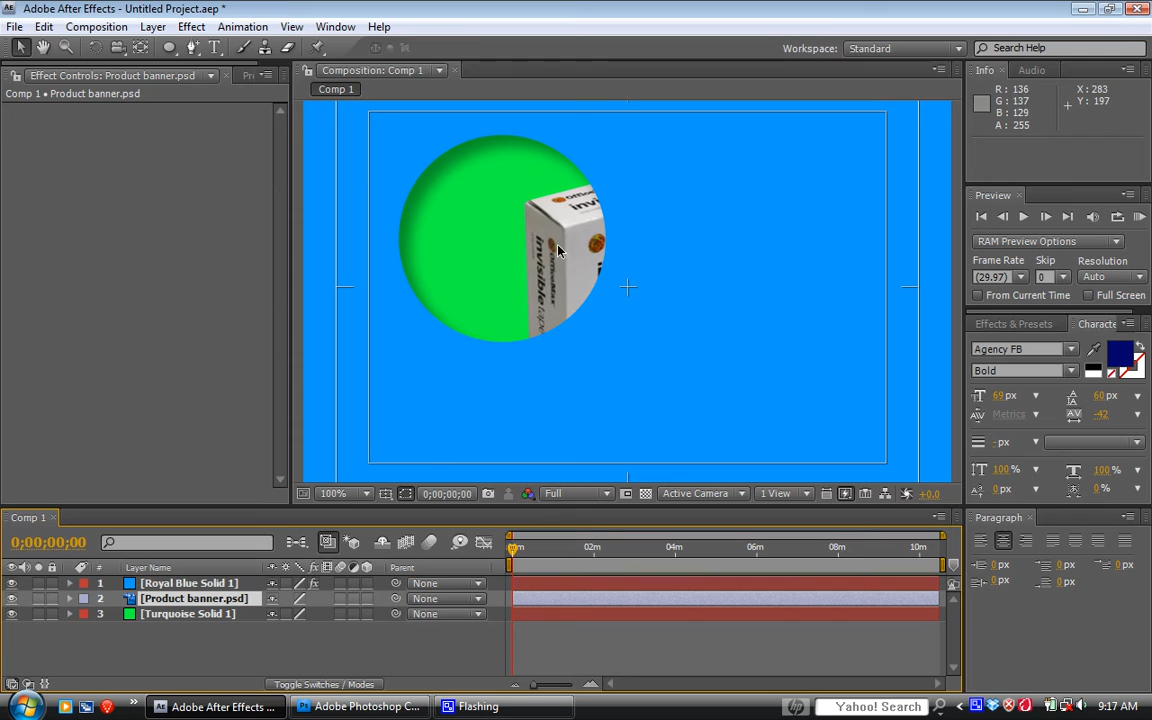 Adobe After Effects - Untitled Project.aep *
File Edit Composition Layer Effect Animation View Window Help
Workspace: Standard Search Help
Effect Controls: Product banner.psd Composition: Comp 1 Info Audio
Comp 1 • Product banner.psd Comp 1
R: 136 X: 283
G: 137 Y: 197
B: 129
A: 255
Preview
RAM Preview Options
Frame Rate Skip Resolution
(29.97) 0 Auto
From Current Time Full Screen
Effects & Presets
Agency FB
Bold
69 px 60 px
Metrics -42
- px
100 % 100 %
0 px 0 %
OfficeMax
invisible tape
100% 0;00;00;00 Full Active Camera 1 View +0.0
Comp 1 Paragraph
0;00;00;00
02m 04m 06m 08m 10m
# Layer Name Parent
1 [Royal Blue Solid 1] None
2 [Product banner.psd] None
3 [Turquoise Solid 1] None
0 px 0 px
0 px 0 px
Toggle Switches / Modes
Adobe After Effects ... Adobe Photoshop C... Flashing Yahoo! Search 9:17 AM